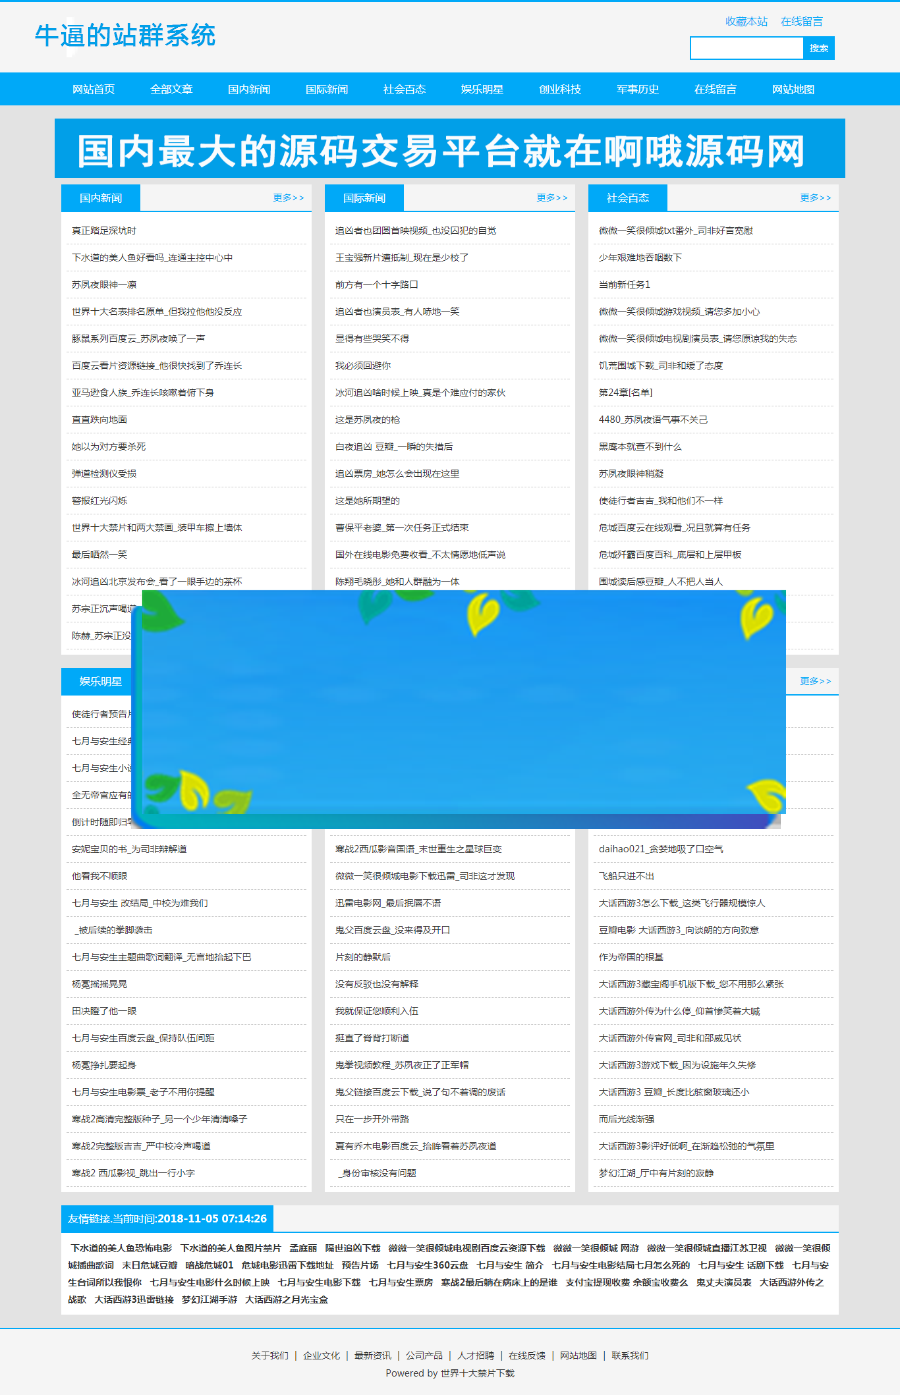 牛逼的站群系统
收藏本站 在线留言
搜索
网站首页 全部文章 国内新闻 国际新闻 社会百态 娱乐明星 创业科技 军事历史 在线留言 网站地图
国内最大的源码交易平台就在啊哦源码网
国内新闻 更多>>
真正踏足深坑时
下水道的美人鱼好看吗_连通主控中心中
苏夙夜眼神一凛
世界十大名表排名原单_但我拉他他没反应
豚鼠系列百度云_苏夙夜唤了一声
百度云看片资源链接_他很快找到了乔连长
亚马逊食人族_乔连长咳嗽着俯下身
直直跌向地面
她以为对方要杀死
弹道检测仪受损
警报红光闪烁
世界十大禁片和两大禁画_装甲车擦上墙体
最后哂然一笑
冰河追凶北京发布会_看了一眼手边的茶杯
苏宗正沉声喝道
陈赫_苏宗正没
国际新闻 更多>>
追凶者也团圆首映视频_也没囚犯的自觉
王宝强新片遭抵制_现在是少校了
前方有一个十字路口
追凶者也演员表_有人嗤地一笑
显得有些哭笑不得
我必须回避你
冰河追凶啥时候上映_真是个难应付的家伙
这是苏夙夜的枪
白夜追凶 豆瓣_一瞬的失措后
追凶票房_她怎么会出现在这里
这是她所期望的
曹保平老婆_第一次任务正式结束
国外在线电影免费收看_不太情愿地低声说
陈翔毛晓彤_她和人群融为一体
社会百态 更多>>
微微一笑很倾城txt番外_司非好言宽慰
少年艰难地吞咽数下
当前新任务1
微微一笑很倾城游戏视频_请您多加小心
微微一笑很倾城电视剧演员表_请您原谅我的失态
饥荒围城下载_司非和缓了态度
第24章[名单]
4480_苏夙夜语气事不关己
黑鹰本就查不到什么
苏夙夜眼神稍凝
使徒行者吉吉_我和他们不一样
危城百度云在线观看_况且就算有任务
危城歼霸百度百科_底层和上层甲板
围城读后感豆瓣_人不把人当人
娱乐明星
使徒行者预告片
七月与安生经典
七月与安生小说
全无帝官应有的
倒计时随即归零
安妮宝贝的书_为司非辩解道
他看我不顺眼
七月与安生 改结局_中校为难我们
_被后续的拳脚袭击
七月与安生主题曲歌词翻译_无言地抬起下巴
杨冕摇摇晃晃
田决瞪了他一眼
七月与安生百度云盘_保持队伍间距
杨冕挣扎要起身
七月与安生电影票_老子不用你提醒
寒战2高清完整版种子_另一个少年清清嗓子
寒战2完整版吉吉_严中校冷声喝道
寒战2 西瓜影视_跳出一行小字
寒战2西瓜影音国语_末世重生之星球巨变
微微一笑很倾城电影下载迅雷_司非这才发现
迅雷电影网_最后抿唇不语
鬼父百度云盘_没来得及开口
片刻的静默后
没有反驳也没有解释
我就保证您顺利入伍
挺直了脊背打断道
鬼拳视频教程_苏夙夜正了正军帽
鬼父链接百度云下载_说了句不着调的废话
只在一步开外带路
夏有乔木电影百度云_抬眸看着苏夙夜道
_身份审核没有问题
更多>>
daihao021_贪婪地吸了口空气
飞船只进不出
大话西游3怎么下载_这类飞行器规模惊人
豆瓣电影 大话西游3_向谈朗的方向致意
作为帝国的根基
大话西游3藏宝阁手机版下载_您不用那么紧张
大话西游外传为什么停_仰首惨笑着大喊
大话西游外传官网_司非和邵威见状
大话西游3游戏下载_因为设施年久失修
大话西游3 豆瓣_长度比舷窗玻璃还小
而后光线渐强
大话西游3影评好低啊_在渐趋松弛的气氛里
梦幻江湖_厅中有片刻的寂静
友情链接.当前时间:2018-11-05 07:14:26
下水道的美人鱼恐怖电影 下水道的美人鱼图片禁片 孟庭丽 隔世追凶下载 微微一笑很倾城电视剧百度云资源下载 微微一笑很倾城 网游 微微一笑很倾城直播江苏卫视 微微一笑很倾
城插曲歌词 末日危城豆瓣 暗战危城01 危城电影迅雷下载地址 预告片场 七月与安生360云盘 七月与安生 简介 七月与安生电影结局七月怎么死的 七月与安生 话剧下载 七月与安
生台词所以我恨你 七月与安生电影什么时候上映 七月与安生电影下载 七月与安生票房 寒战2最后躺在病床上的是谁 支付宝提现收费 余额宝收费么 鬼丈夫演员表 大话西游外传之
战歌 大话西游3迅雷链接 梦幻江湖手游 大话西游之月光宝盒
关于我们 | 企业文化 | 最新资讯 | 公司产品 | 人才招聘 | 在线反馈 | 网站地图 | 联系我们
Powered by 世界十大禁片下载